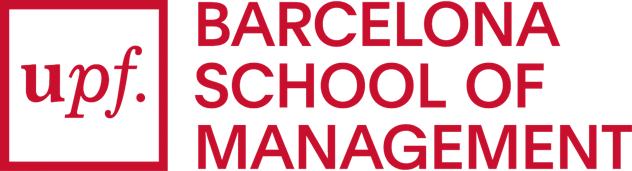 upf.
BARCELONA
SCHOOL OF
MANAGEMENT